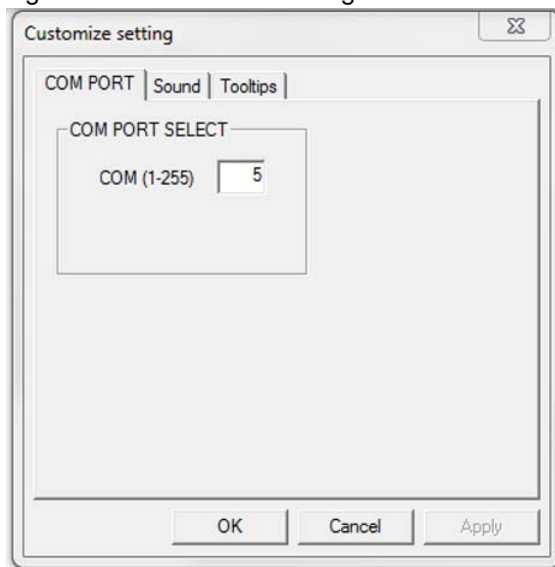 Customize setting
COM PORT Sound Tooltips
COM PORT SELECT
COM (1-255) 5
OK Cancel Apply